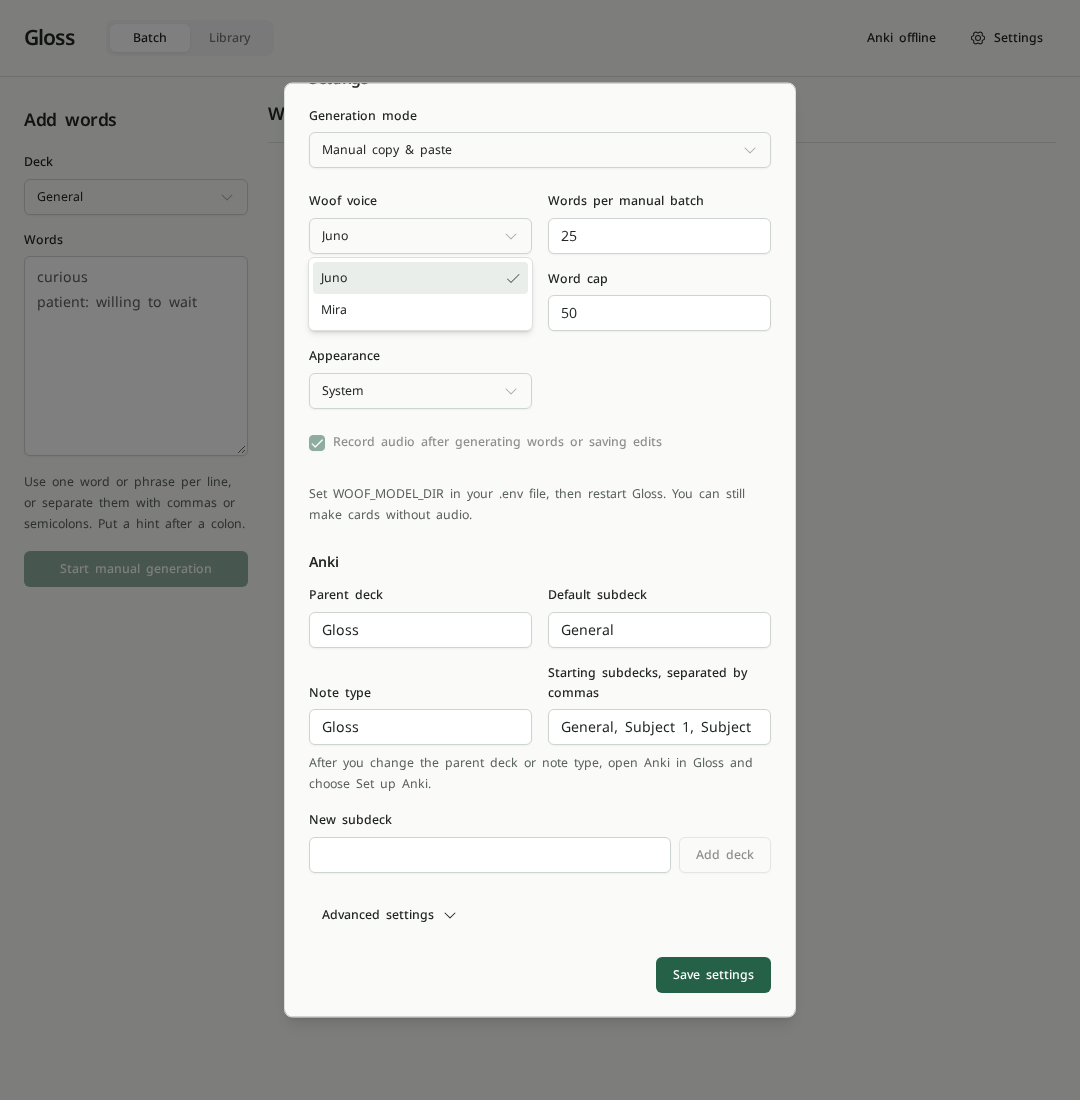 Gloss
Batch
Library
Anki offline
Settings
Add words
Deck
General
Words
curious
patient: willing to wait
Use one word or phrase per line,
or separate them with commas or
semicolons. Put a hint after a colon.
Start manual generation
Generation mode
Manual copy & paste
Woof voice
Words per manual batch
Juno
25
Juno
Mira
Word cap
50
Appearance
System
Record audio after generating words or saving edits
Set WOOF_MODEL_DIR in your .env file, then restart Gloss. You can still
make cards without audio.
Anki
Parent deck
Default subdeck
Gloss
General
Note type
Starting subdecks, separated by
commas
Gloss
General, Subject 1, Subject
After you change the parent deck or note type, open Anki in Gloss and
choose Set up Anki.
New subdeck
Add deck
Advanced settings
Save settings